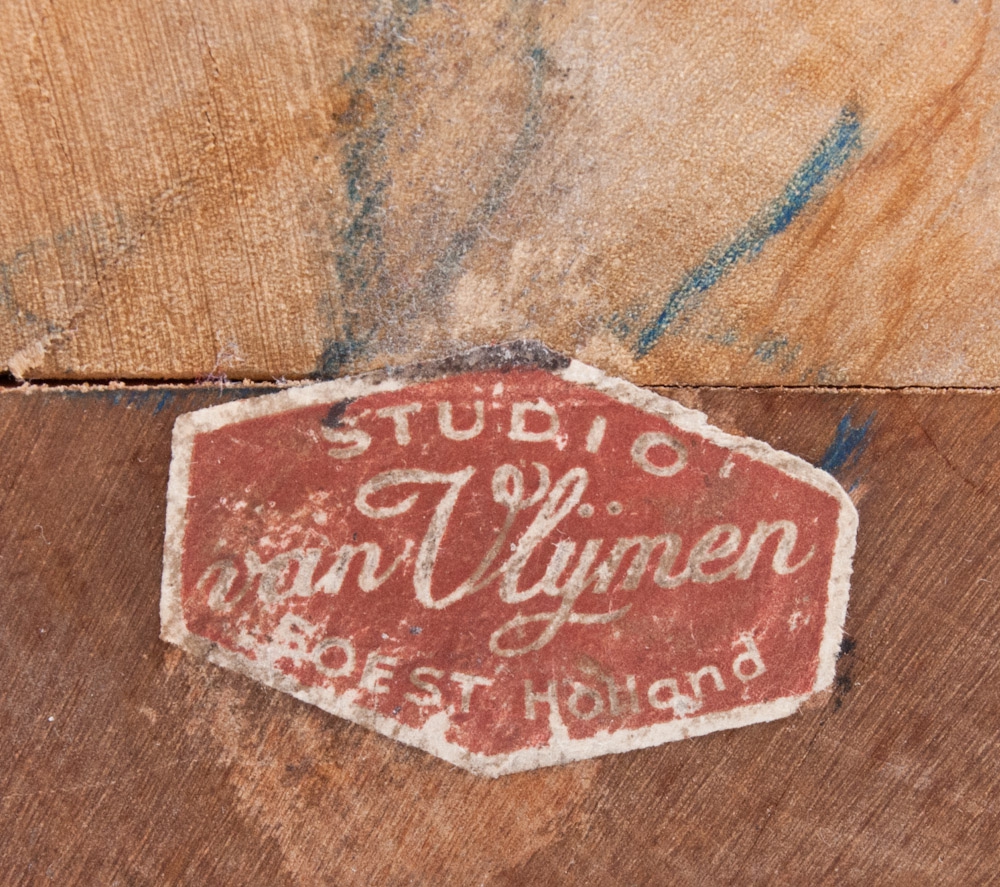 STUDIO
van Vlijmen
SOEST Holland